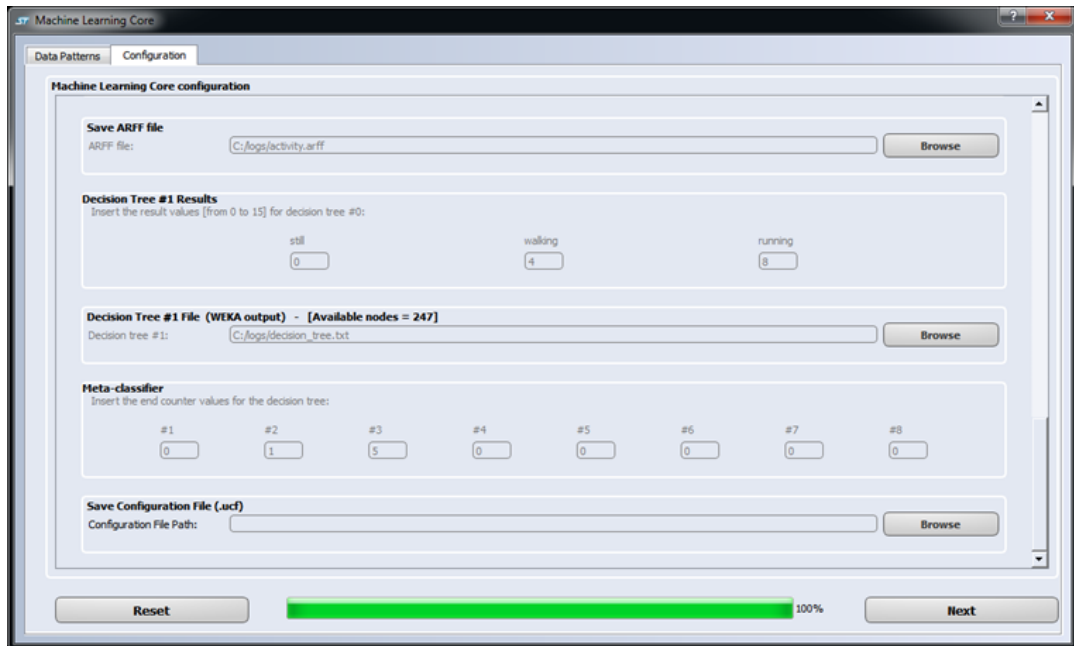 ST Machine Learning Core ? X
Data Patterns Configuration
Machine Learning Core configuration
Save ARFF file
ARFF file: C:/logs/activity.arff Browse
Decision Tree #1 Results
Insert the result values [from 0 to 15] for decision tree #0:
still walking running
0 4 8
Decision Tree #1 File (WEKA output) - [Available nodes = 247]
Decision tree #1: C:/logs/decision_tree.txt Browse
Meta-classifier
Insert the end counter values for the decision tree:
#1 #2 #3 #4 #5 #6 #7 #8
0 1 5 0 0 0 0 0
Save Configuration File (.ucf)
Configuration File Path: Browse
Reset 100% Next